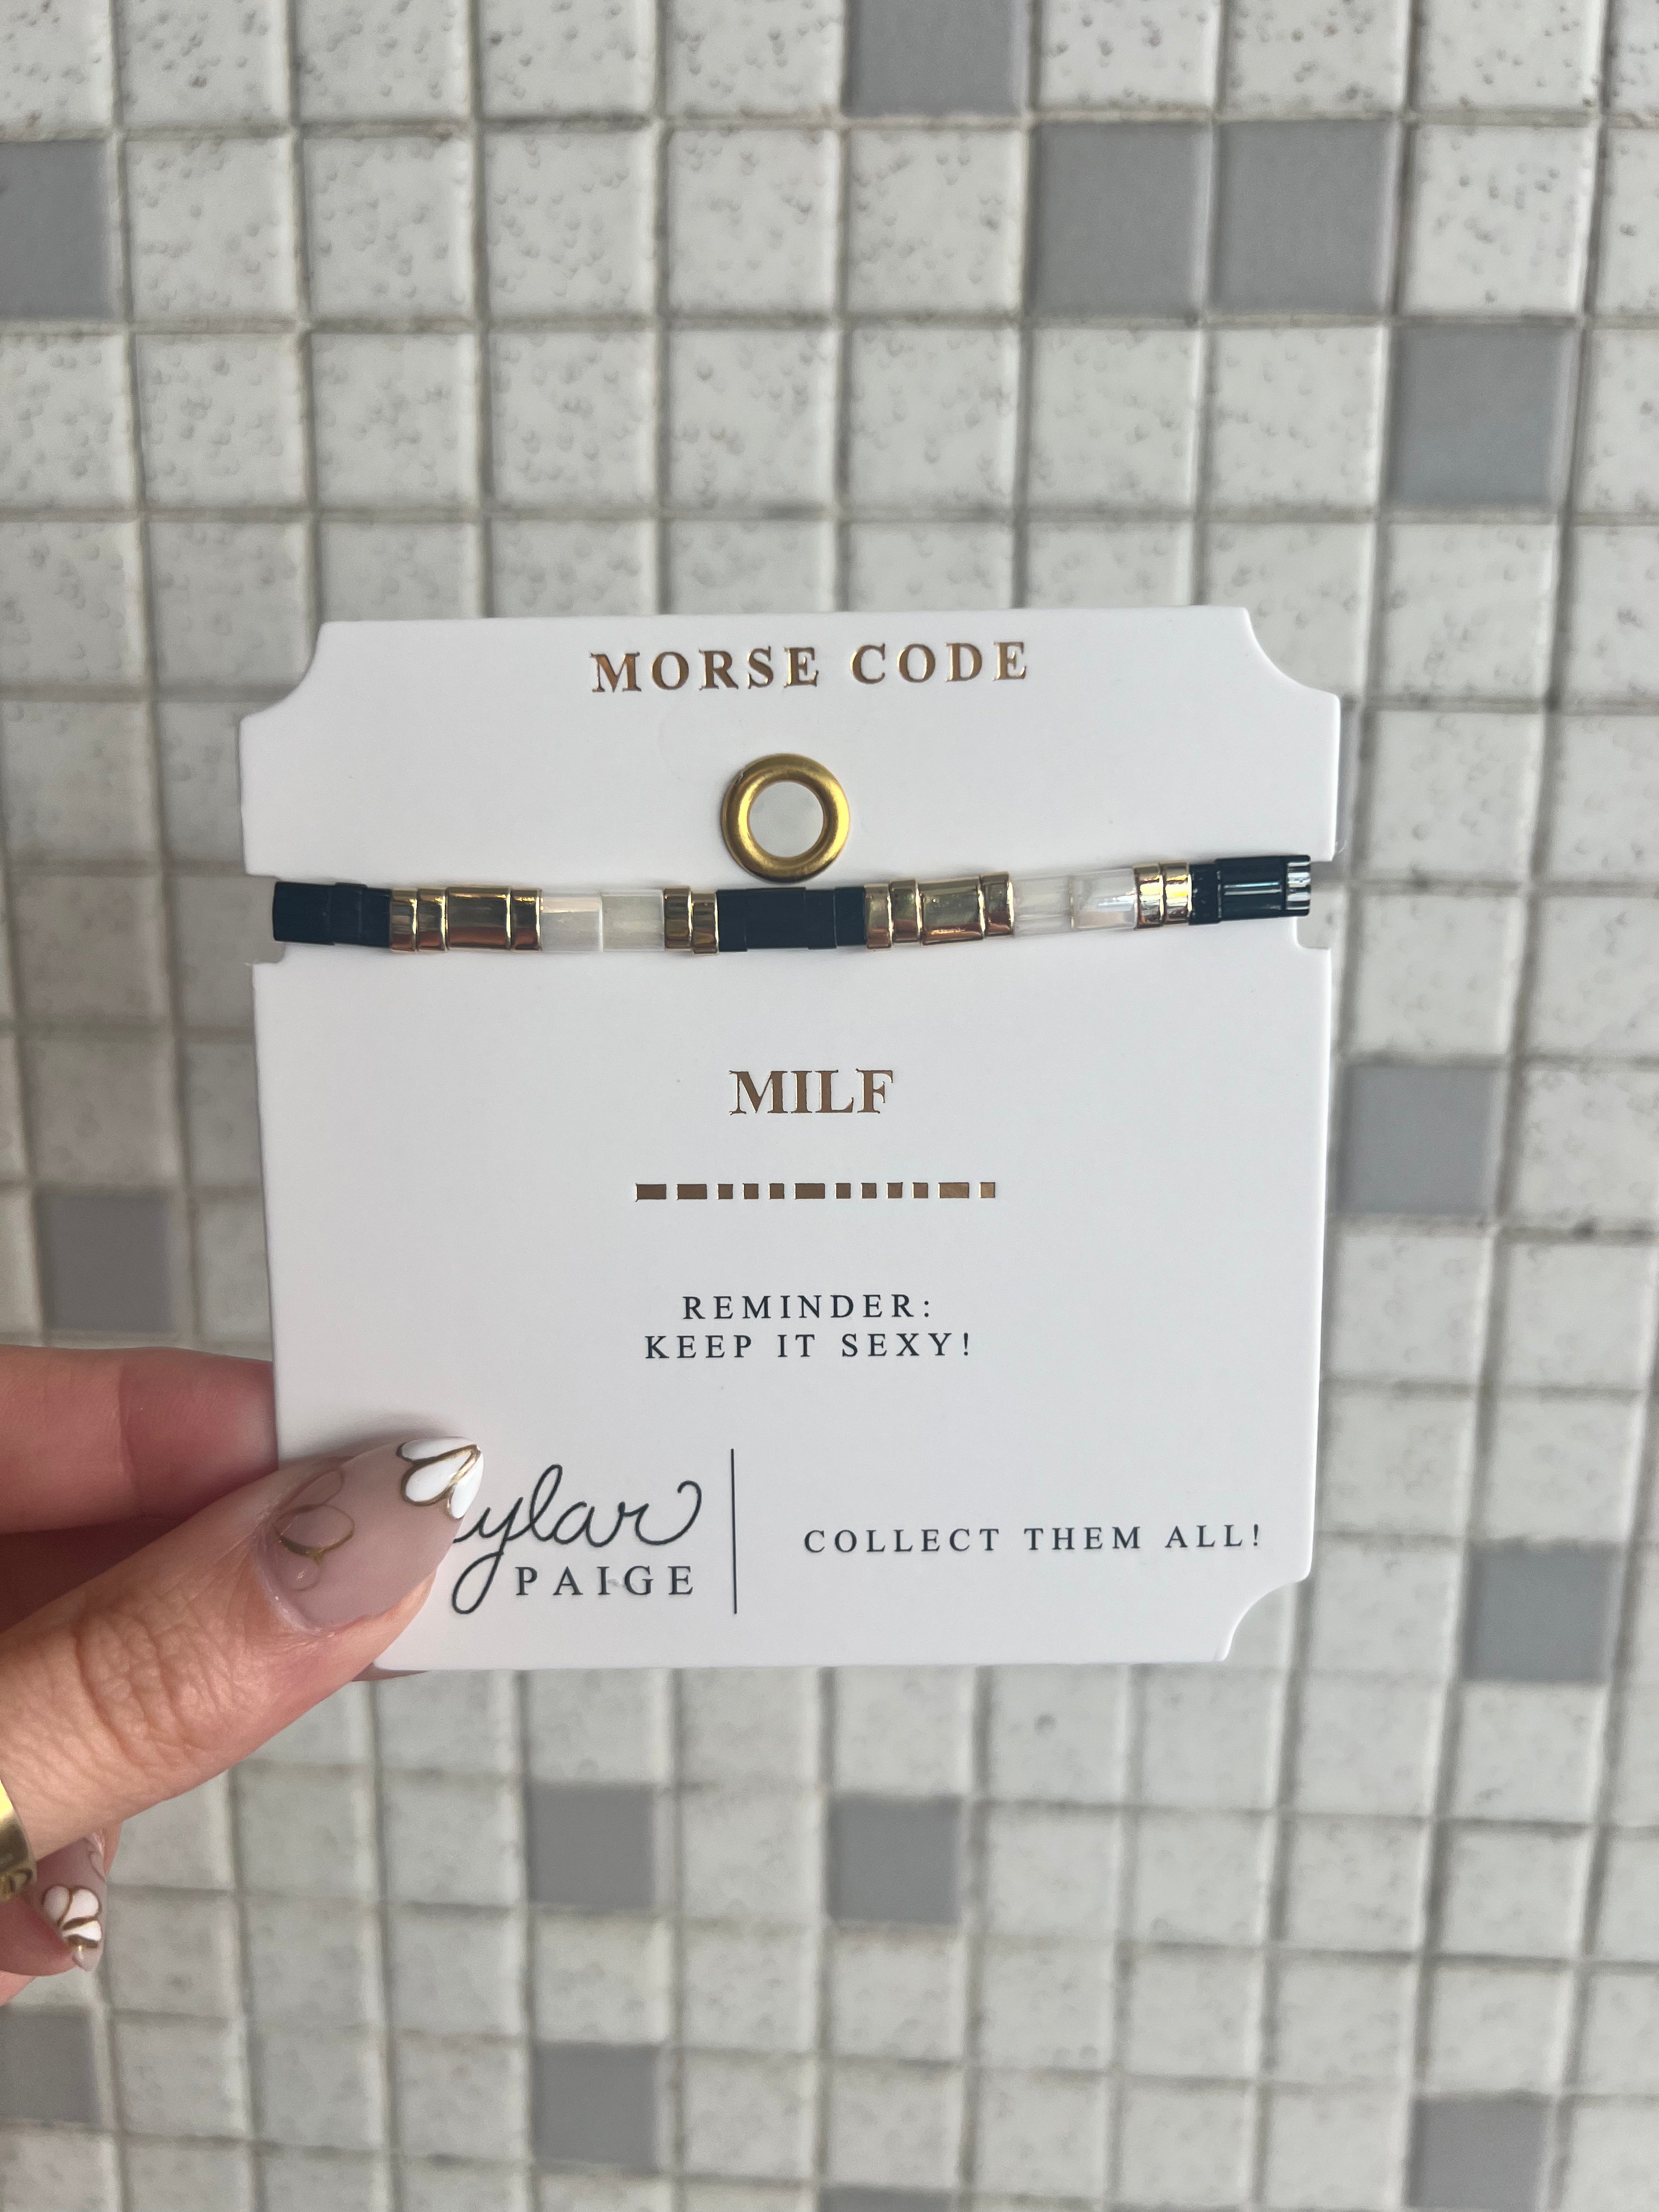 MORSE CODE
MILF
REMINDER:
KEEP IT SEXY!
PAIGE
COLLECT THEM ALL!